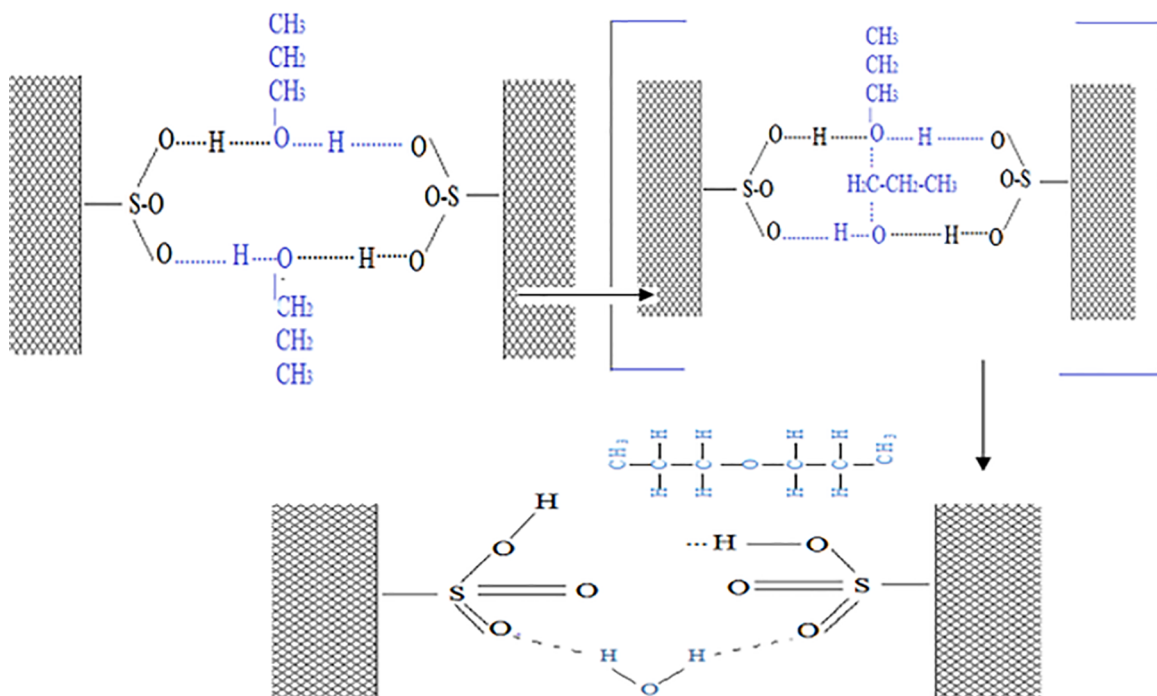 CH3
CH2
CH3
O H O H O
S-O O-S
O H O H O
CH2
CH2
CH3
CH3
CH2
CH3
O H O H O
S-O H2C-CH2-CH3 O-S
O H O H O
H H H H
CH3 C C O C C CH3
H H H H
H
O H O
S O O S
O O
H H
O